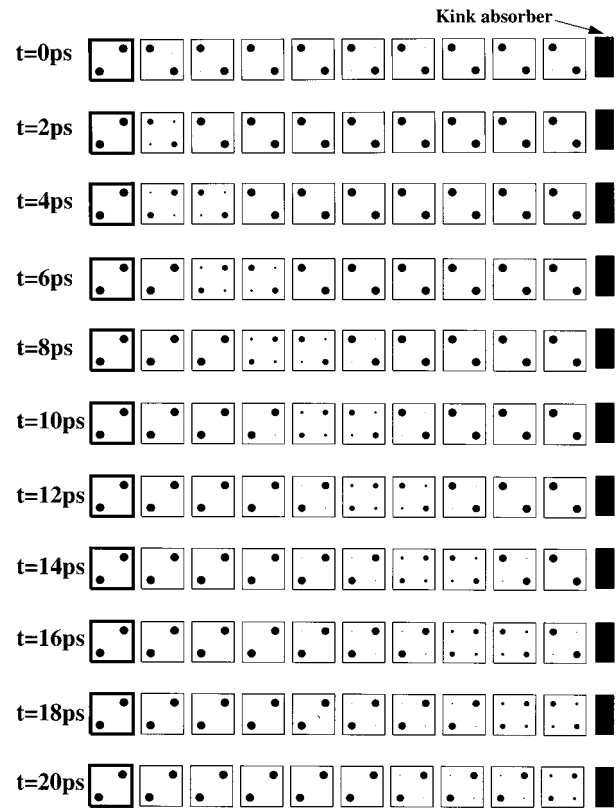 Kink absorber
t=0ps
t=2ps
t=4ps
t=6ps
t=8ps
t=10ps
t=12ps
t=14ps
t=16ps
t=18ps
t=20ps